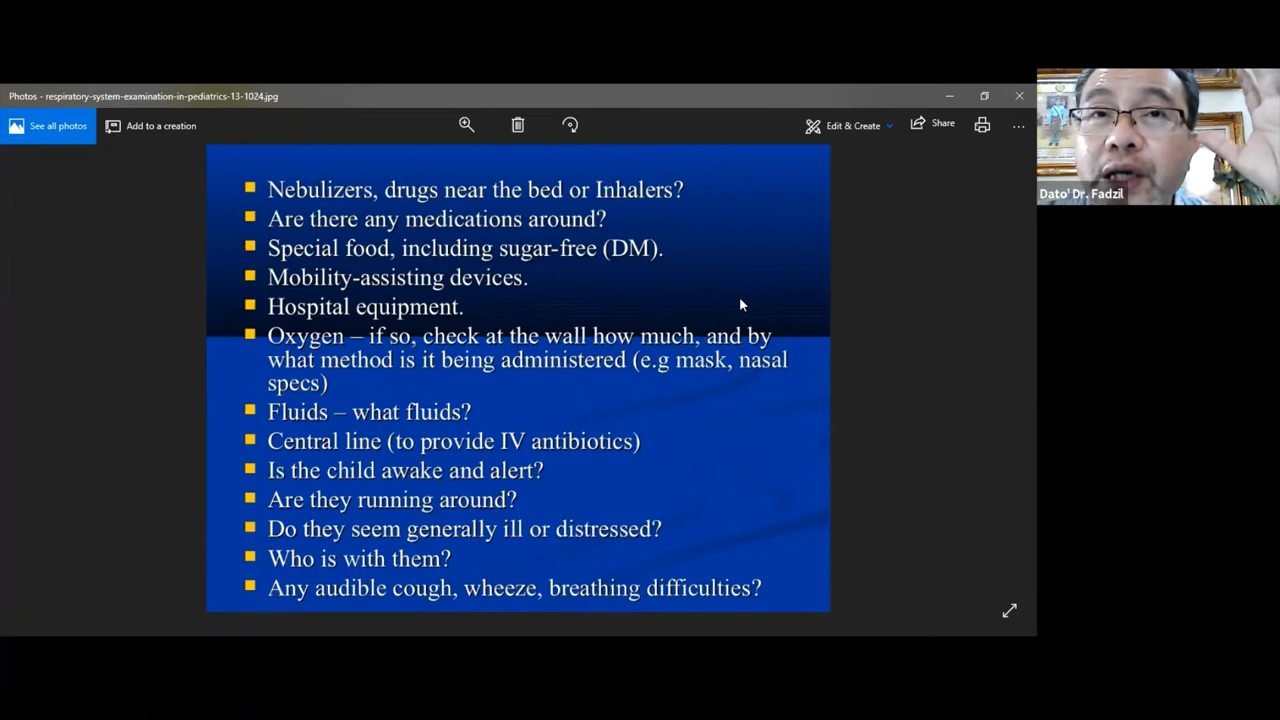 Photos - respiratory-system-examination-in-pediatrics-13-1024.jpg
See all photos
Add to a creation
Edit & Create
Share
Nebulizers, drugs near the bed or Inhalers?
Are there any medications around?
Special food, including sugar-free (DM).
Mobility-assisting devices.
Hospital equipment.
Oxygen – if so, check at the wall how much, and by
what method is it being administered (e.g mask, nasal
specs)
Fluids – what fluids?
Central line (to provide IV antibiotics)
Is the child awake and alert?
Are they running around?
Do they seem generally ill or distressed?
Who is with them?
Any audible cough, wheeze, breathing difficulties?
Dato' Dr. Fadzil